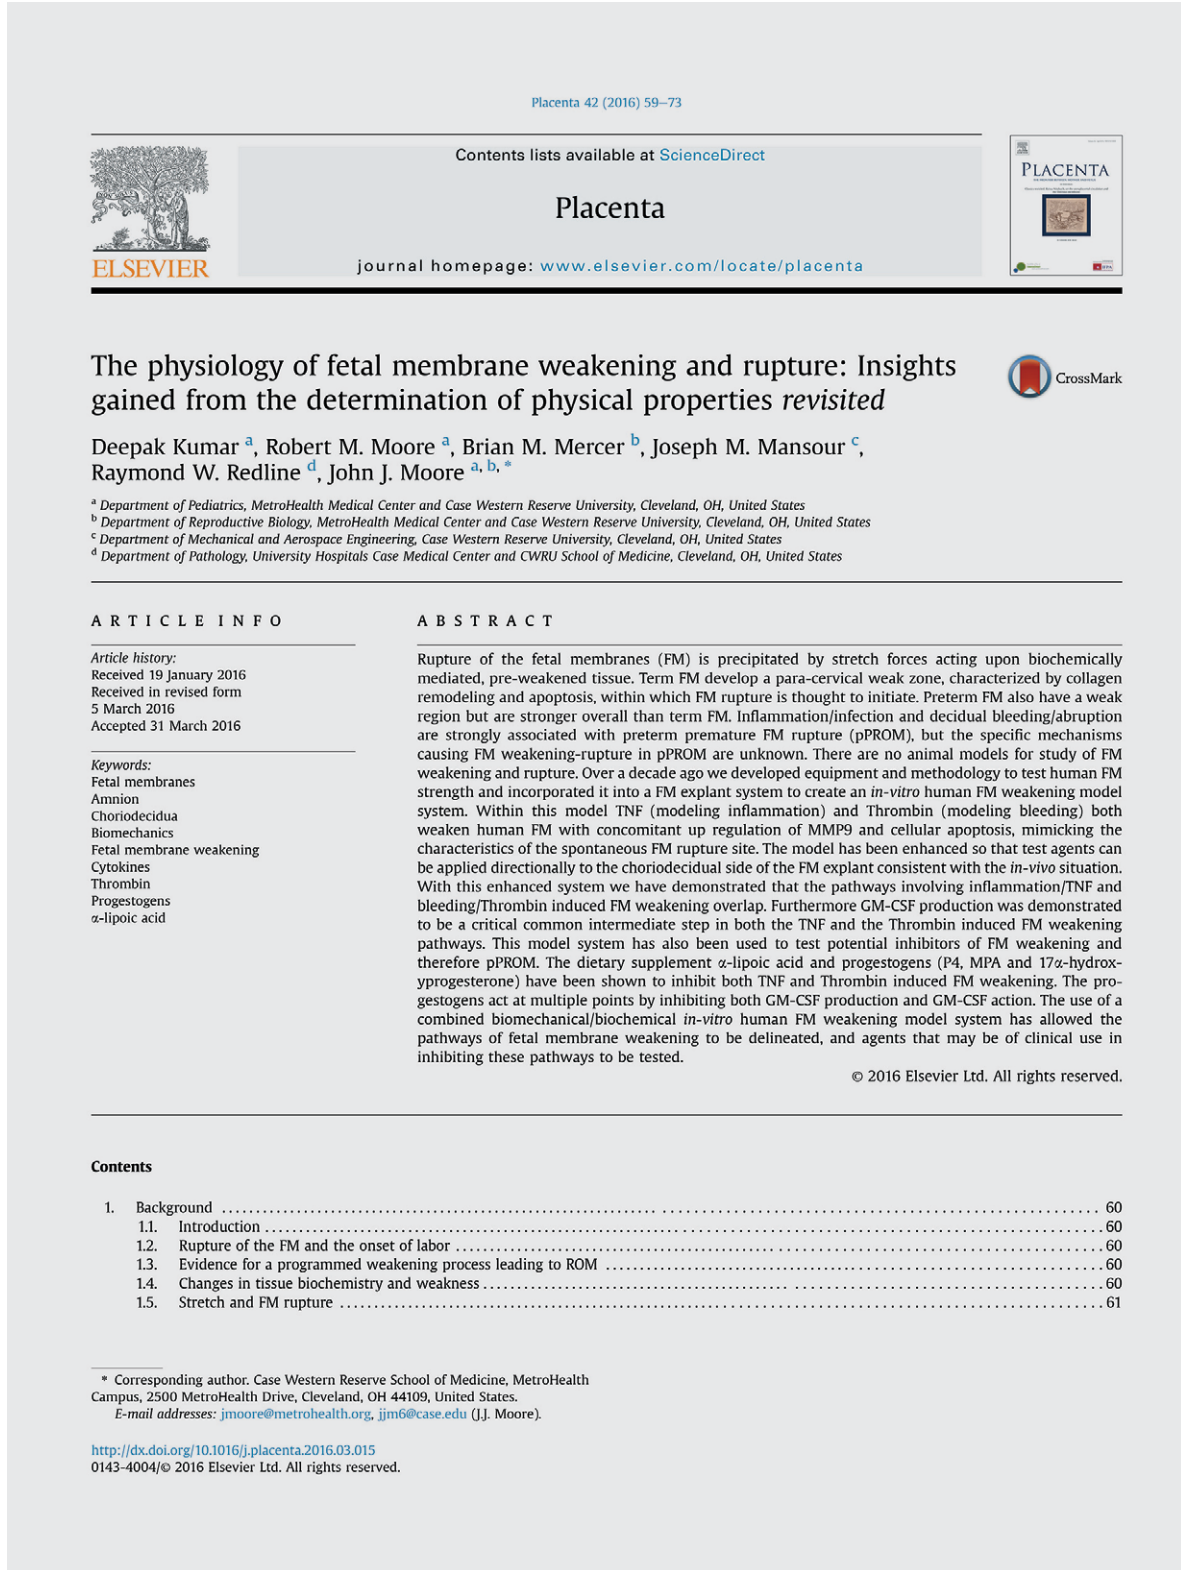 Placenta 42 (2016) 59–73
Contents lists available at ScienceDirect
Placenta
journal homepage: www.elsevier.com/locate/placenta
ELSEVIER
PLACENTA
The physiology of fetal membrane weakening and rupture: Insights
gained from the determination of physical properties revisited
CrossMark
Deepak Kumar a, Robert M. Moore a, Brian M. Mercer b, Joseph M. Mansour c,
Raymond W. Redline d, John J. Moore a, b, *
a Department of Pediatrics, MetroHealth Medical Center and Case Western Reserve University, Cleveland, OH, United States
b Department of Reproductive Biology, MetroHealth Medical Center and Case Western Reserve University, Cleveland, OH, United States
c Department of Mechanical and Aerospace Engineering, Case Western Reserve University, Cleveland, OH, United States
d Department of Pathology, University Hospitals Case Medical Center and CWRU School of Medicine, Cleveland, OH, United States
ARTICLE INFO
Article history:
Received 19 January 2016
Received in revised form
5 March 2016
Accepted 31 March 2016
Keywords:
Fetal membranes
Amnion
Choriodecidua
Biomechanics
Fetal membrane weakening
Cytokines
Thrombin
Progestogens
α-lipoic acid
ABSTRACT
Rupture of the fetal membranes (FM) is precipitated by stretch forces acting upon biochemically
mediated, pre-weakened tissue. Term FM develop a para-cervical weak zone, characterized by collagen
remodeling and apoptosis, within which FM rupture is thought to initiate. Preterm FM also have a weak
region but are stronger overall than term FM. Inflammation/infection and decidual bleeding/abruption
are strongly associated with preterm premature FM rupture (pPROM), but the specific mechanisms
causing FM weakening-rupture in pPROM are unknown. There are no animal models for study of FM
weakening and rupture. Over a decade ago we developed equipment and methodology to test human FM
strength and incorporated it into a FM explant system to create an in-vitro human FM weakening model
system. Within this model TNF (modeling inflammation) and Thrombin (modeling bleeding) both
weaken human FM with concomitant up regulation of MMP9 and cellular apoptosis, mimicking the
characteristics of the spontaneous FM rupture site. The model has been enhanced so that test agents can
be applied directionally to the choriodecidual side of the FM explant consistent with the in-vivo situation.
With this enhanced system we have demonstrated that the pathways involving inflammation/TNF and
bleeding/Thrombin induced FM weakening overlap. Furthermore GM-CSF production was demonstrated
to be a critical common intermediate step in both the TNF and the Thrombin induced FM weakening
pathways. This model system has also been used to test potential inhibitors of FM weakening and
therefore pPROM. The dietary supplement α-lipoic acid and progestogens (P4, MPA and 17α-hydrox-
yprogesterone) have been shown to inhibit both TNF and Thrombin induced FM weakening. The pro-
gestogens act at multiple points by inhibiting both GM-CSF production and GM-CSF action. The use of a
combined biomechanical/biochemical in-vitro human FM weakening model system has allowed the
pathways of fetal membrane weakening to be delineated, and agents that may be of clinical use in
inhibiting these pathways to be tested.
© 2016 Elsevier Ltd. All rights reserved.
Contents
1. Background 60
1.1. Introduction 60
1.2. Rupture of the FM and the onset of labor 60
1.3. Evidence for a programmed weakening process leading to ROM 60
1.4. Changes in tissue biochemistry and weakness 60
1.5. Stretch and FM rupture 61
* Corresponding author. Case Western Reserve School of Medicine, MetroHealth
Campus, 2500 MetroHealth Drive, Cleveland, OH 44109, United States.
E-mail addresses: jmoore@metrohealth.org, jjm6@case.edu (J.J. Moore).
http://dx.doi.org/10.1016/j.placenta.2016.03.015
0143-4004/© 2016 Elsevier Ltd. All rights reserved.